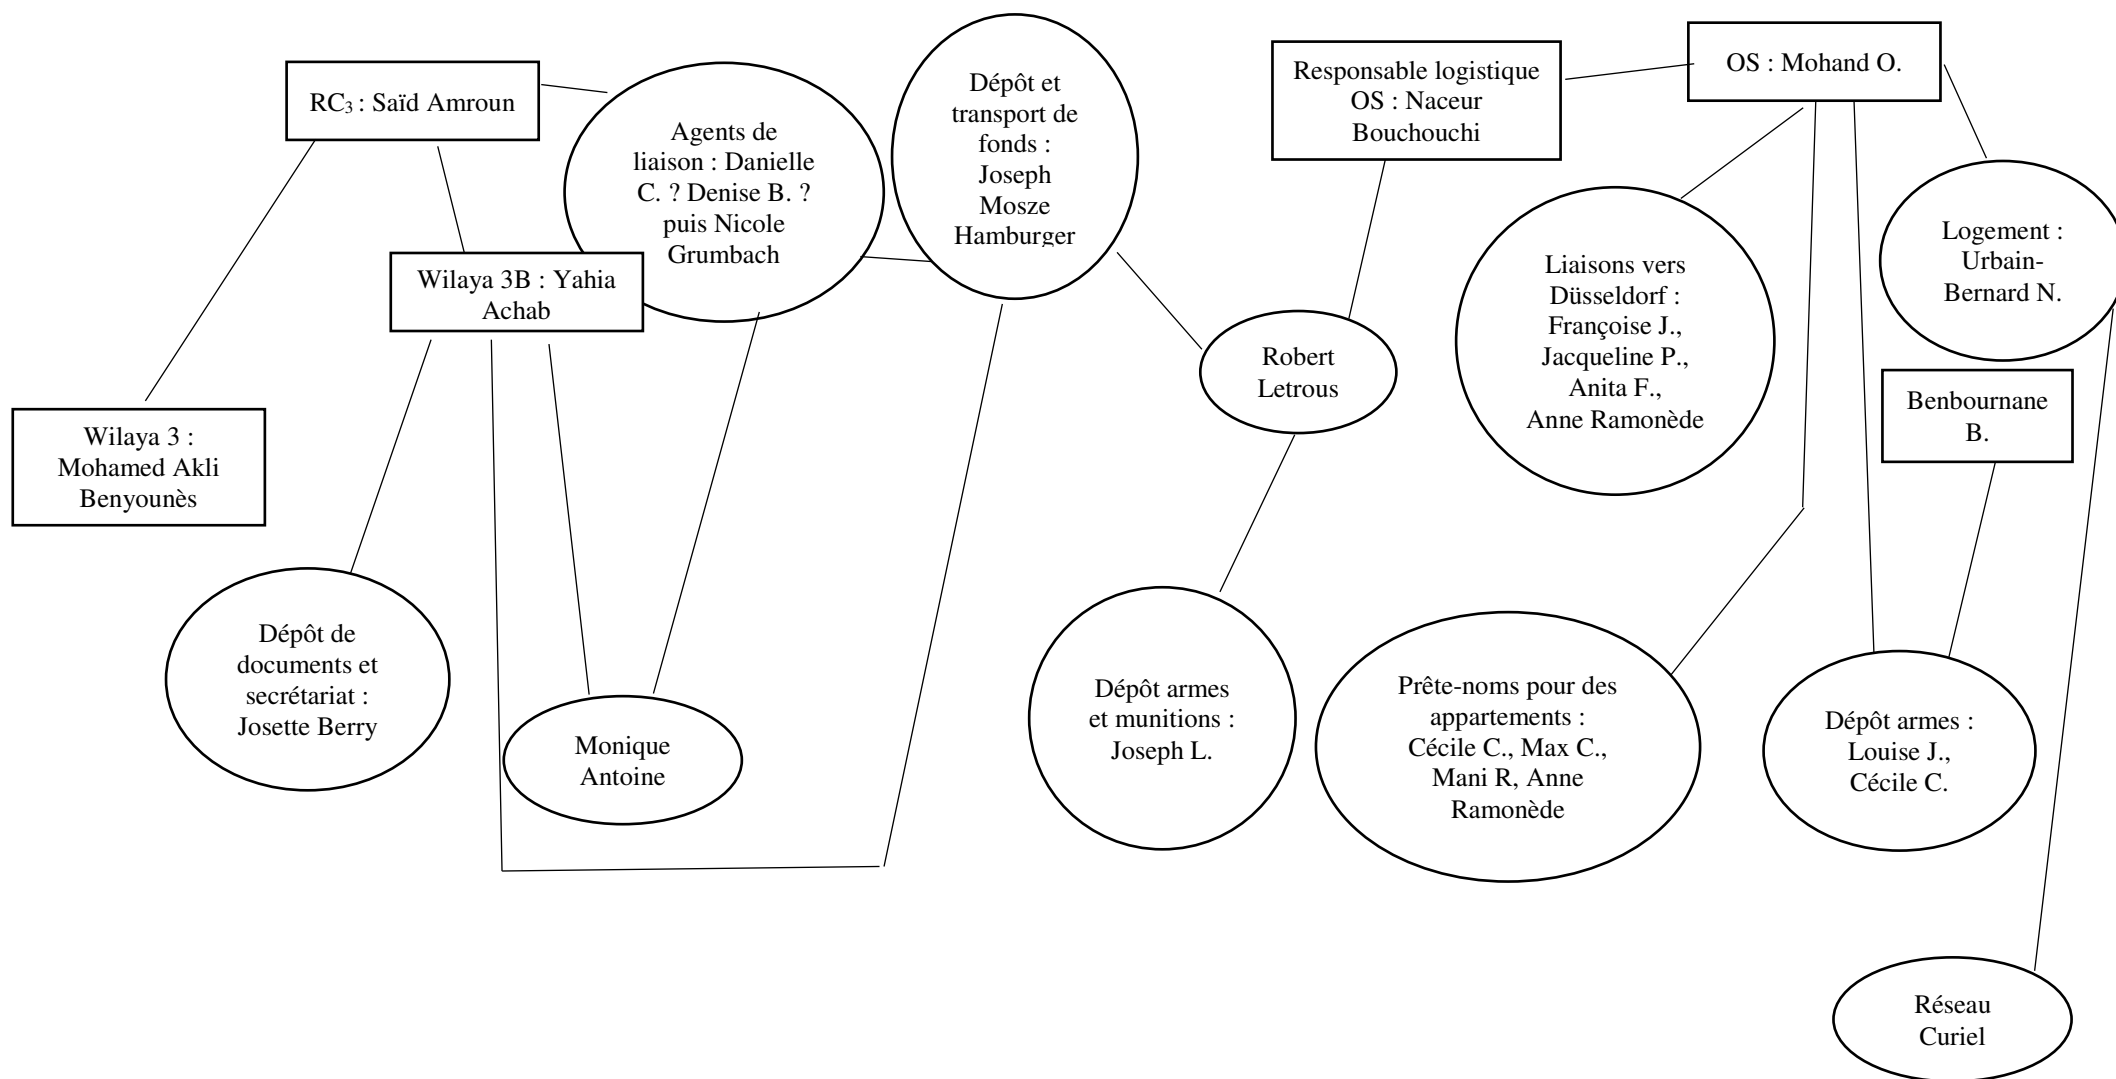 RC₃ : Saïd Amroun
Agents de
liaison : Danielle
C. ? Denise B. ?
puis Nicole
Grumbach
Dépôt et
transport de
fonds :
Joseph
Mosze
Hamburger
Responsable logistique
OS : Naceur
Bouchouchi
OS : Mohand O.
Wilaya 3B : Yahia
Achab
Liaisons vers
Düsseldorf :
Françoise J.,
Jacqueline P.,
Anita F.,
Anne Ramonède
Logement :
Urbain-
Bernard N.
Robert
Letrous
Benbournane
B.
Wilaya 3 :
Mohamed Akli
Benyounès
Dépôt de
documents et
secrétariat :
Josette Berry
Monique
Antoine
Dépôt armes
et munitions :
Joseph L.
Prête-noms pour des
appartements :
Cécile C., Max C.,
Mani R, Anne
Ramonède
Dépôt armes :
Louise J.,
Cécile C.
Réseau
Curiel